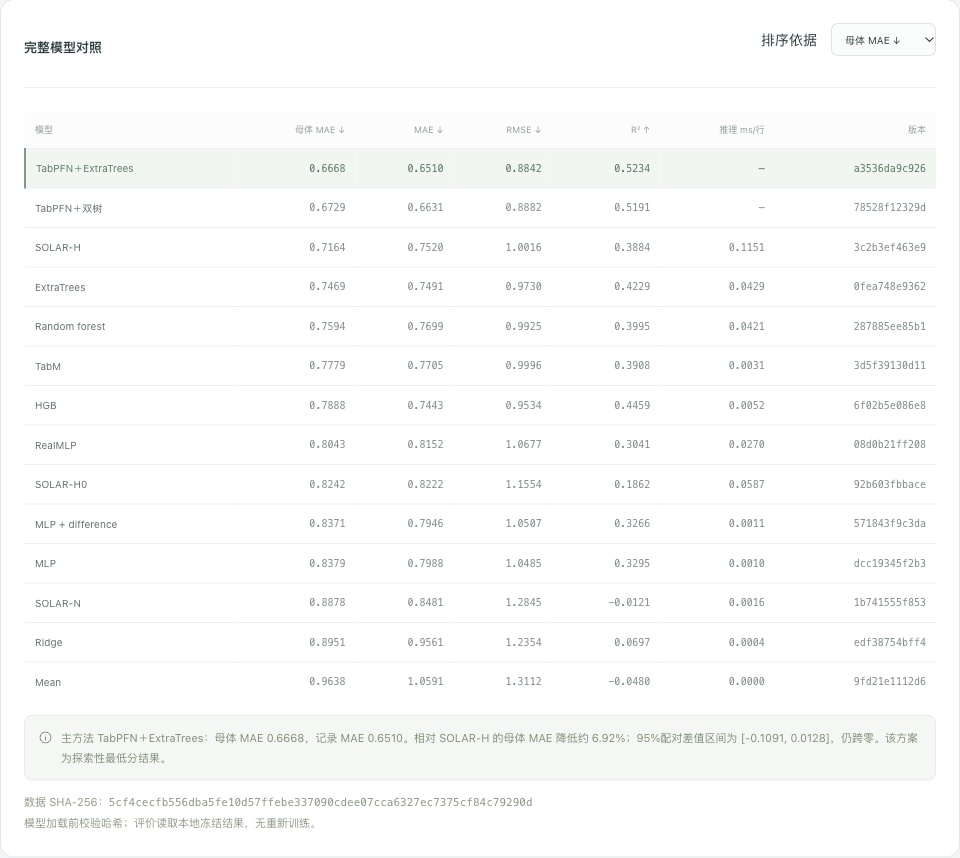 完整模型对照
排序依据 母体 MAE ↓
模型 母体 MAE ↓ MAE ↓ RMSE ↓ R² ↑ 推理 ms/行 版本
TabPFN＋ExtraTrees 0.6668 0.6510 0.8842 0.5234 — a3536da9c926
TabPFN＋双树 0.6729 0.6631 0.8882 0.5191 — 78528f12329d
SOLAR-H 0.7164 0.7520 1.0016 0.3884 0.1151 3c2b3ef463e9
ExtraTrees 0.7469 0.7491 0.9730 0.4229 0.0429 0fea748e9362
Random forest 0.7594 0.7699 0.9925 0.3995 0.0421 287885ee85b1
TabM 0.7779 0.7705 0.9996 0.3908 0.0031 3d5f39130d11
HGB 0.7888 0.7443 0.9534 0.4459 0.0052 6f02b5e086e8
RealMLP 0.8043 0.8152 1.0677 0.3041 0.0270 08d0b21ff208
SOLAR-H0 0.8242 0.8222 1.1554 0.1862 0.0587 92b603fbbace
MLP + difference 0.8371 0.7946 1.0507 0.3266 0.0011 571843f9c3da
MLP 0.8379 0.7988 1.0485 0.3295 0.0010 dcc19345f2b3
SOLAR-N 0.8878 0.8481 1.2845 −0.0121 0.0016 1b741555f853
Ridge 0.8951 0.9561 1.2354 0.0697 0.0004 edf38754bff4
Mean 0.9638 1.0591 1.3112 −0.0480 0.0000 9fd21e1112d6
主方法 TabPFN＋ExtraTrees：母体 MAE 0.6668，记录 MAE 0.6510。相对 SOLAR-H 的母体 MAE 降低约 6.92%；95%配对差值区间为 [-0.1091, 0.0128]，仍跨零。该方案
为探索性最低分结果。
数据 SHA-256：5cf4cecfb556dba5fe10d57ffebe337090cdee07cca6327ec7375cf84c79290d
模型加载前校验哈希；评价读取本地冻结结果，无重新训练。